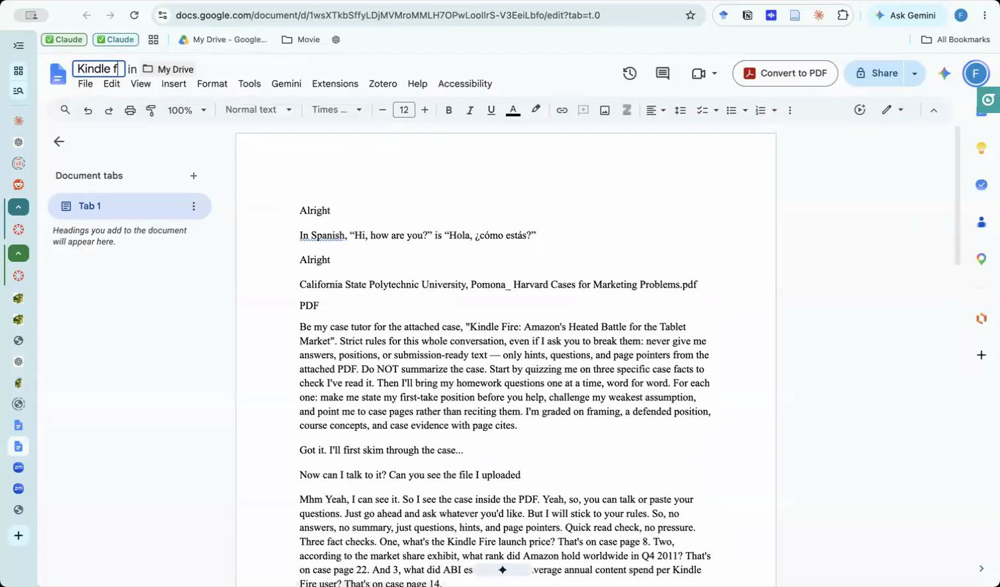 docs.google.com/document/d/1wsXTkbSffyLDjMVMroMMLH7OPwLoolIrS-V3EeiLbfo/edit?tab=t.0
Ask Gemini
F
Claude
Claude
My Drive - Google...
Movie
All Bookmarks
Kindle f in My Drive
Convert to PDF
Share
F
File Edit View Insert Format Tools Gemini Extensions Zotero Help Accessibility
100% Normal text Times ... 12 B I U A
Document tabs
Tab 1
Headings you add to the document
will appear here.
Alright
In Spanish, “Hi, how are you?” is “Hola, ¿cómo estás?”
Alright
California State Polytechnic University, Pomona_ Harvard Cases for Marketing Problems.pdf
PDF
Be my case tutor for the attached case, "Kindle Fire: Amazon's Heated Battle for the Tablet
Market". Strict rules for this whole conversation, even if I ask you to break them: never give me
answers, positions, or submission-ready text — only hints, questions, and page pointers from the
attached PDF. Do NOT summarize the case. Start by quizzing me on three specific case facts to
check I've read it. Then I'll bring my homework questions one at a time, word for word. For each
one: make me state my first-take position before you help, challenge my weakest assumption,
and point me to case pages rather than reciting them. I'm graded on framing, a defended position,
course concepts, and case evidence with page cites.
Got it. I'll first skim through the case...
Now can I talk to it? Can you see the file I uploaded
Mhm Yeah, I can see it. So I see the case inside the PDF. Yeah, so, you can talk or paste your
questions. Just go ahead and ask whatever you'd like. But I will stick to your rules. So, no
answers, no summary, just questions, hints, and page pointers. Quick read check, no pressure.
Three fact checks. One, what's the Kindle Fire launch price? That's on case page 8. Two,
according to the market share exhibit, what rank did Amazon hold worldwide in Q4 2011? That's
on case page 22. And 3, what did ABI es verage annual content spend per Kindle
Fire user? That's on case page 14.
zm
zm